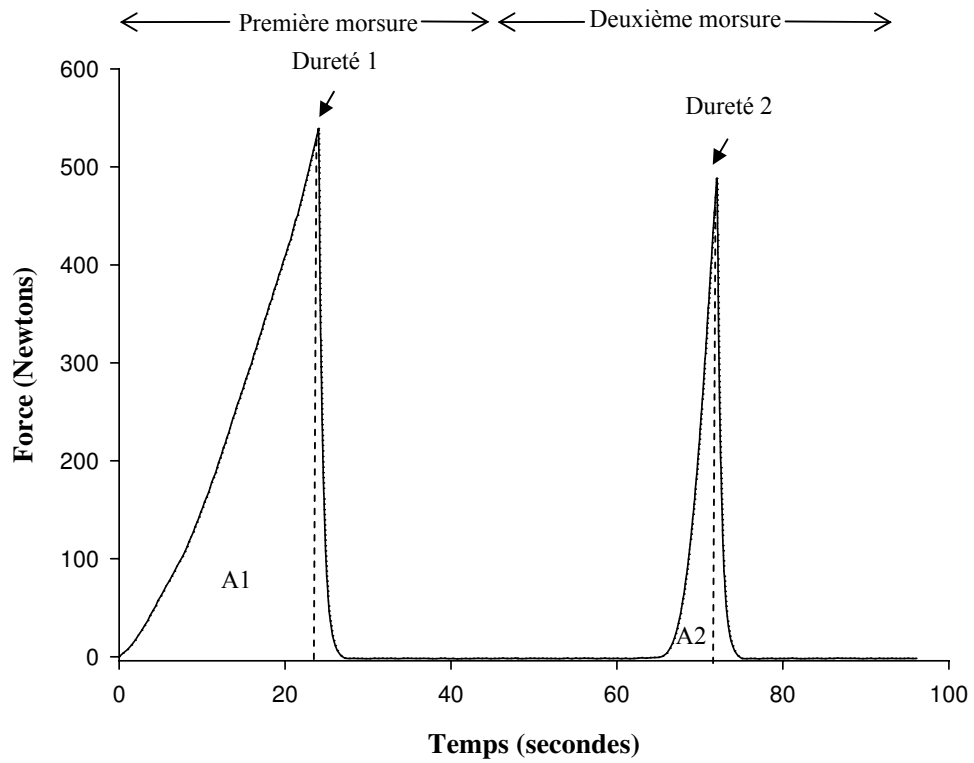 Première morsure
Deuxième morsure
Dureté 1
Dureté 2
600
500
400
300
200
100
0
Force (Newtons)
A1
A2
0
20
40
60
80
100
Temps (secondes)